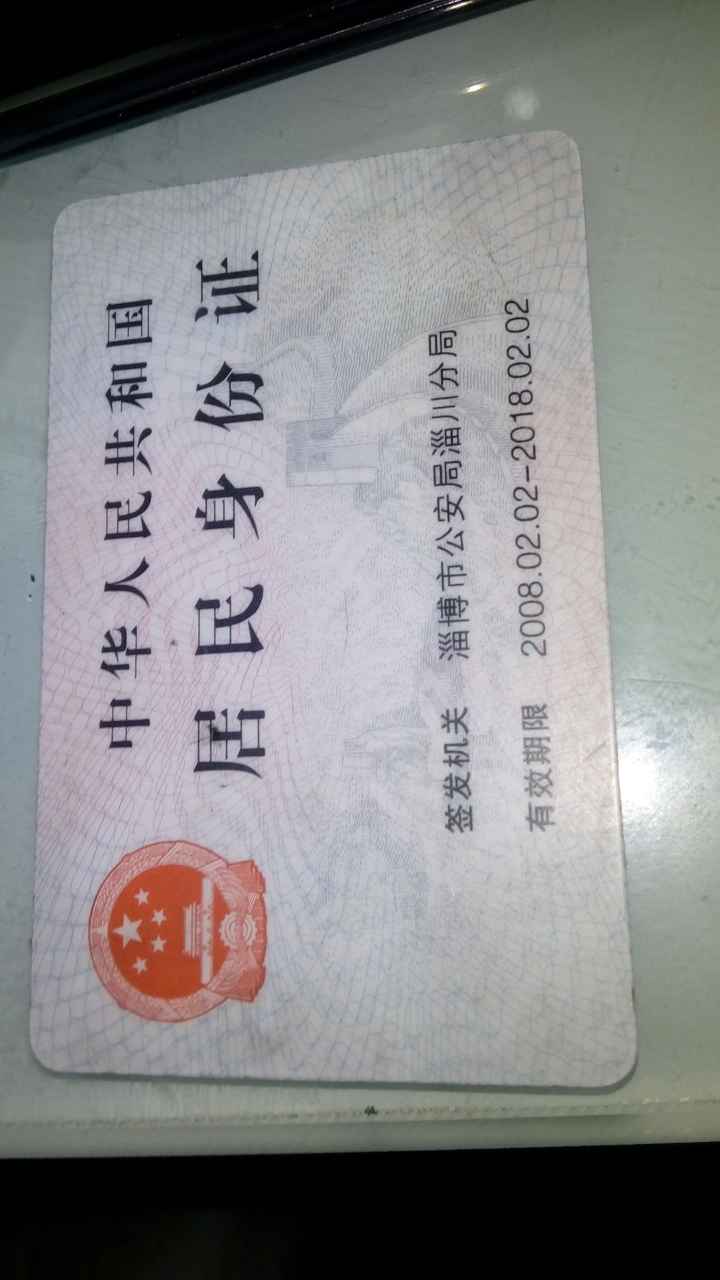 中华人民共和国
居民身份证
签发机关 淄博市公安局淄川分局
有效期限 2008.02.02-2018.02.02